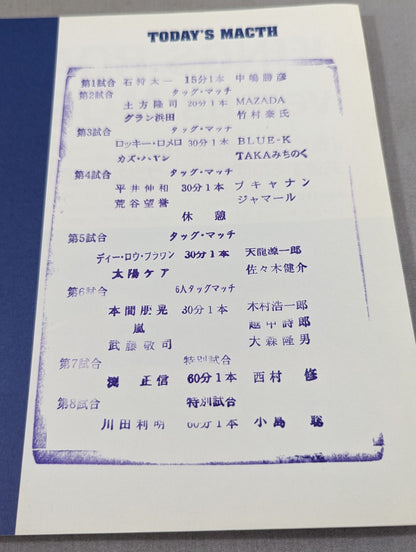 TODAY'S MACTH
第1試合 石狩太一 15分1本 中嶋勝彦
第2試合 タッグ・マッチ
土方隆司 20分1本 MAZADA
グラン浜田 竹村豪氏
第3試合 タッグ・マッチ
ロッキー・ロメロ 30分1本 BLUE-K
カズ・ハヤシ TAKAみちのく
第4試合 タッグ・マッチ
平井伸和 30分1本 ブキャナン
荒谷望誉 ジャマール
休憩
第5試合 タッグ・マッチ
ディー・ロウ・ブラウン 30分1本 天龍源一郎
太陽ケア 佐々木健介
第6試合 6人タッグマッチ
本間朋晃 30分1本 木村浩一郎
嵐 越中詩郎
武藤敬司 大森隆男
第7試合 特別試合
渕正信 60分1本 西村修
第8試合 特別試合
川田利明 60分1本 小島聡